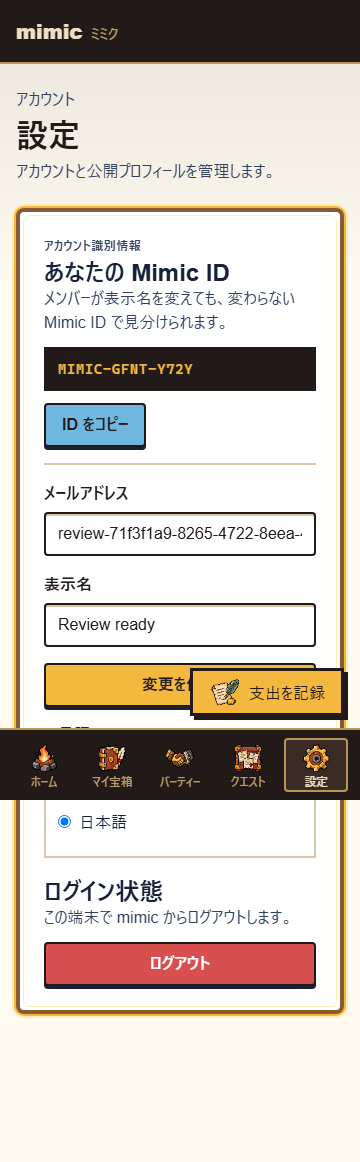 mimic ミミク
アカウント
設定
アカウントと公開プロフィールを管理します。
アカウント識別情報
あなたの Mimic ID
メンバーが表示名を変えても、変わらない
Mimic ID で見分けられます。
MIMIC-GFNT-Y72Y
ID をコピー
メールアドレス
review-71f3f1a9-8265-4722-8eea-
表示名
Review ready
変更を
支出を記録
ホーム
マイ宝箱
パーティー
クエスト
設定
日本語
ログイン状態
この端末で mimic からログアウトします。
ログアウト